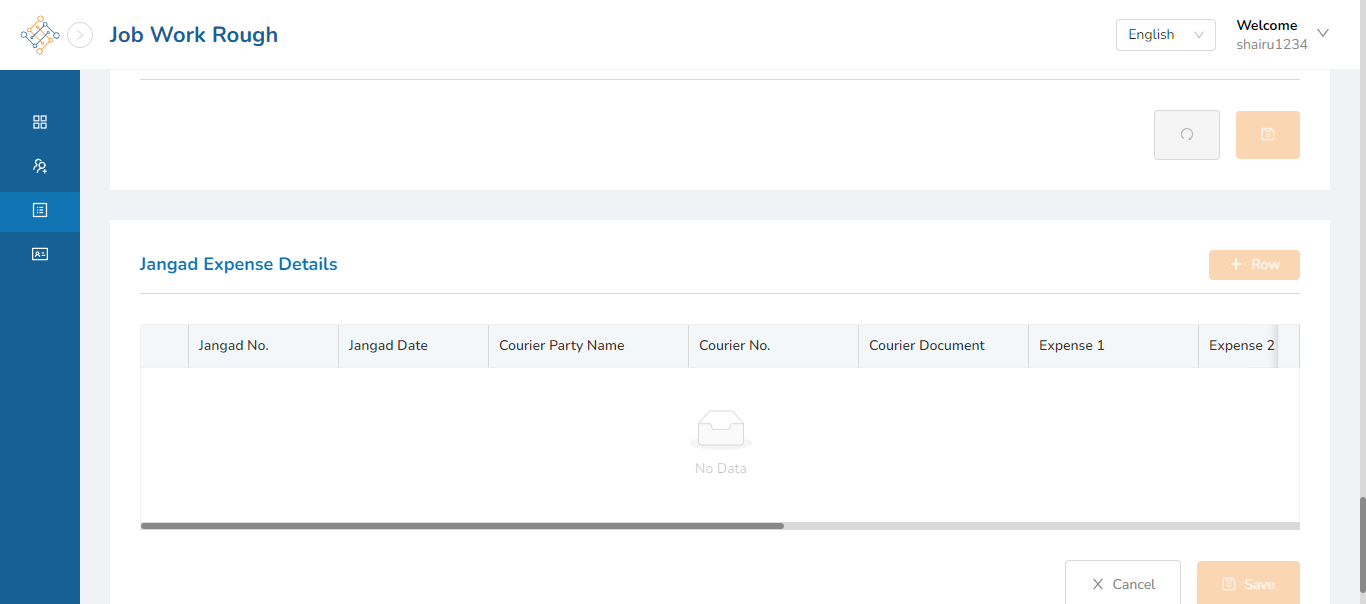 Job Work Rough
English
Welcome
shairu1234
Jangad Expense Details
Row
Jangad No. Jangad Date Courier Party Name Courier No. Courier Document Expense 1 Expense 2
No Data
Cancel
Save